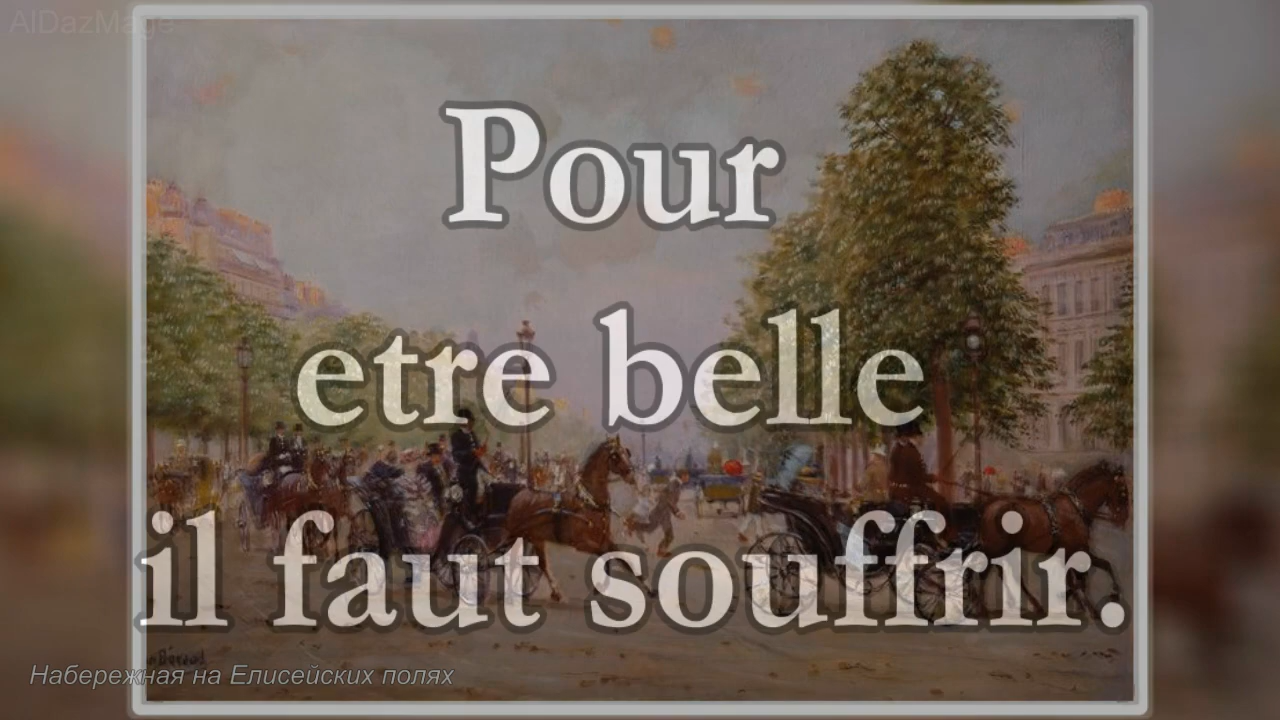 AlDazMage
Pour
etre belle
il faut souffrir.
Набережная на Елисейских полях